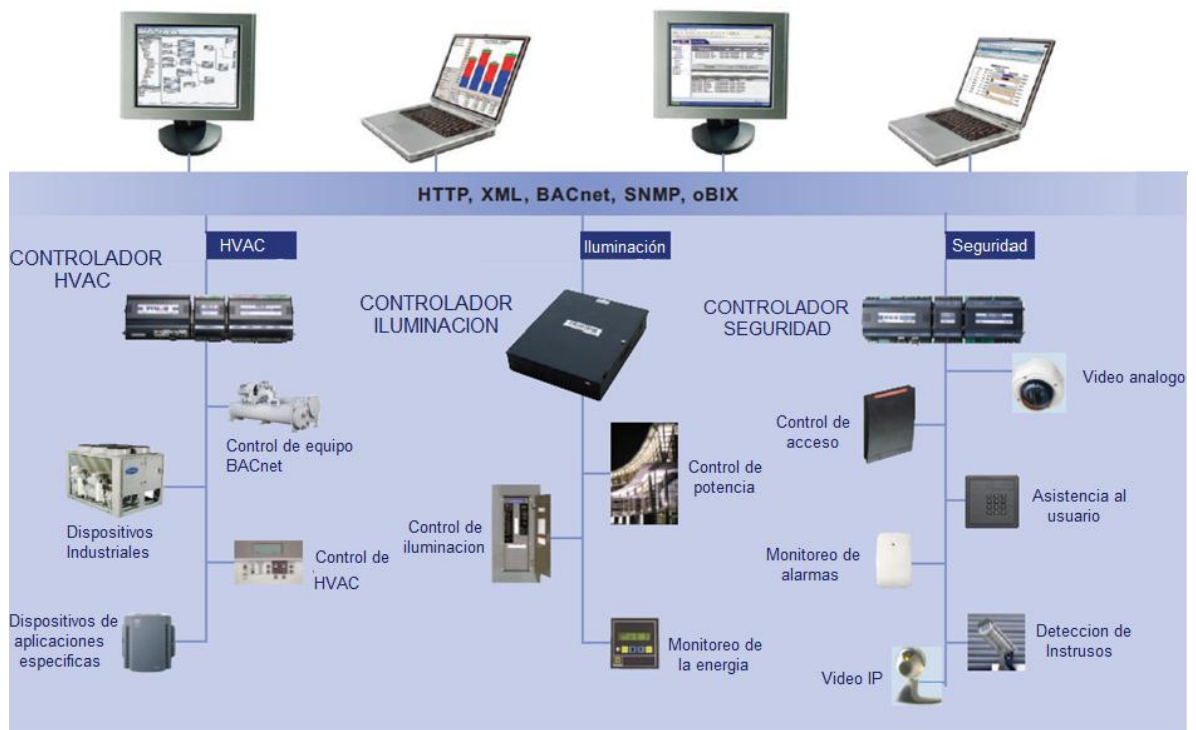 HTTP, XML, BACnet, SNMP, oBIX
HVAC
CONTROLADOR
HVAC
Control de equipo
BACnet
Dispositivos
Industriales
Control de
HVAC
Dispositivos de
aplicaciones
especificas
Iluminación
CONTROLADOR
ILUMINACION
Control de
potencia
Control de
iluminacion
Monitoreo de
la energia
Seguridad
CONTROLADOR
SEGURIDAD
Video analogo
Control de
acceso
Asistencia al
usuario
Monitoreo de
alarmas
Deteccion de
Instrusos
Video IP